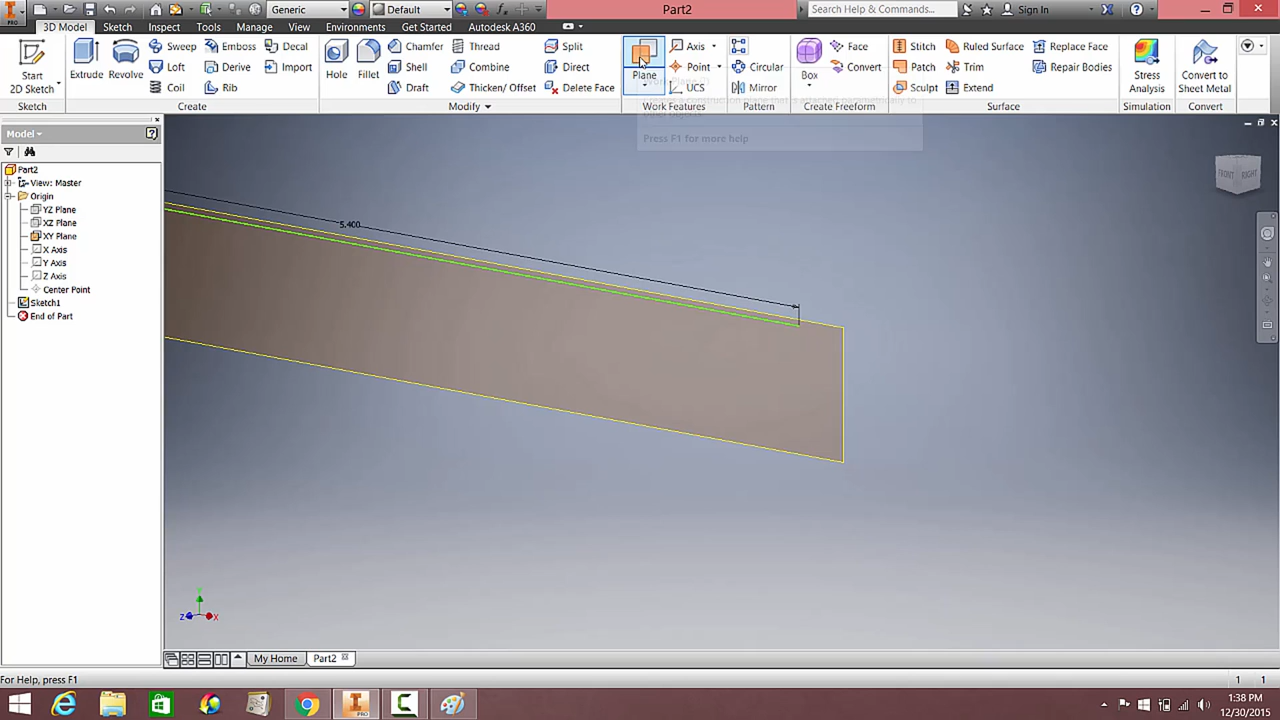 PRO
Generic
Default
Part2
Search Help & Commands...
Sign In
3D Model
Sketch
Inspect
Tools
Manage
View
Environments
Get Started
Autodesk A360
Start
2D Sketch
Extrude
Revolve
Sweep
Loft
Coil
Emboss
Derive
Rib
Decal
Import
Hole
Fillet
Chamfer
Shell
Draft
Thread
Combine
Thicken/ Offset
Split
Direct
Delete Face
Plane
Axis
Point
UCS
Circular
Mirror
Box
Face
Convert
Stitch
Patch
Sculpt
Ruled Surface
Trim
Extend
Replace Face
Repair Bodies
Stress
Analysis
Convert to
Sheet Metal
Sketch
Create
Modify
Work Features
Pattern
Create Freeform
Surface
Simulation
Convert
Press F1 for more help
Model
Part2
View: Master
Origin
YZ Plane
XZ Plane
XY Plane
X Axis
Y Axis
Z Axis
Center Point
Sketch1
End of Part
5.400
FRONT
RIGHT
Y
Z
X
My Home
Part2
For Help, press F1
1
1
PRO
1:38 PM
12/30/2015